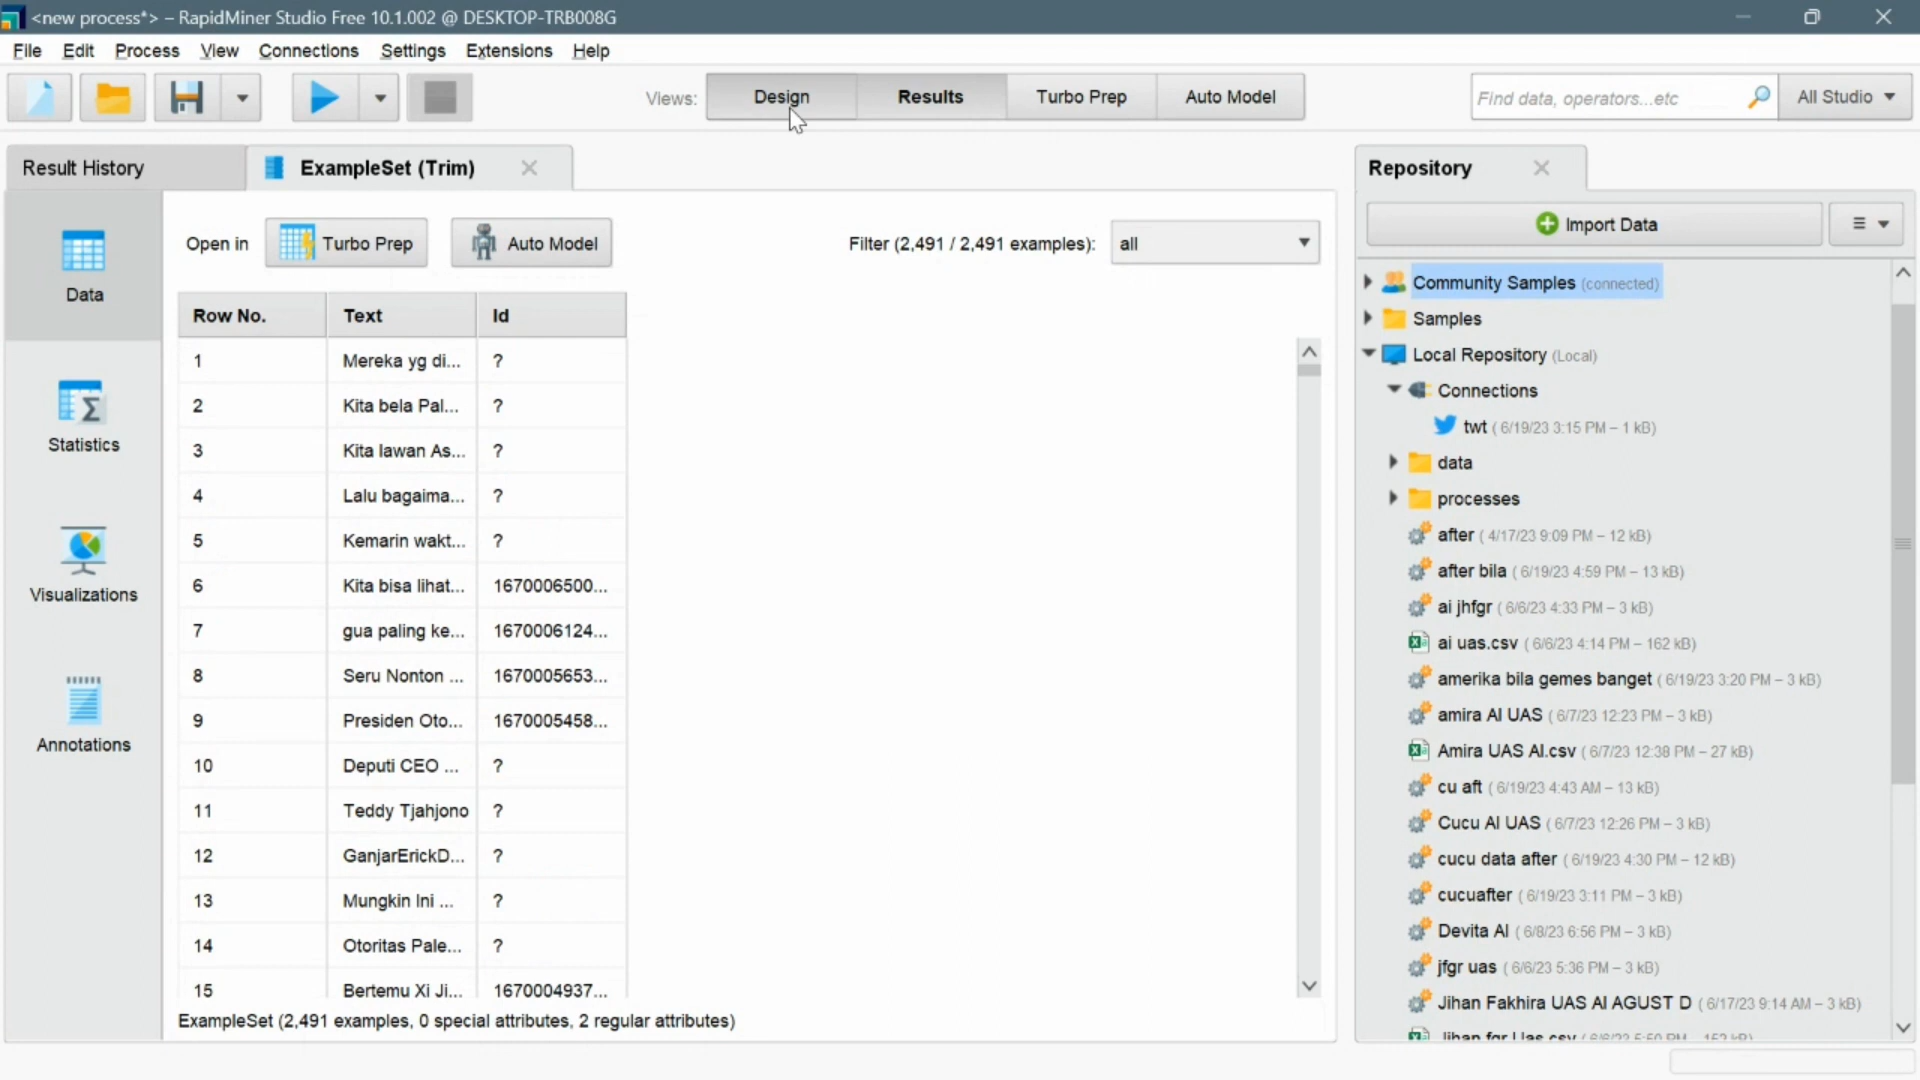 <new process*> – RapidMiner Studio Free 10.1.002 @ DESKTOP-TRB008G
File Edit Process View Connections Settings Extensions Help
Views: Design Results Turbo Prep Auto Model
Find data, operators...etc
All Studio
Result History
ExampleSet (Trim)
Open in Turbo Prep Auto Model
Filter (2,491 / 2,491 examples): all
Data
Statistics
Visualizations
Annotations
Row No. Text Id
1 Mereka yg di... ?
2 Kita bela Pal... ?
3 Kita lawan As... ?
4 Lalu bagaima... ?
5 Kemarin wakt... ?
6 Kita bisa lihat... 1670006500...
7 gua paling ke... 1670006124...
8 Seru Nonton ... 1670005653...
9 Presiden Oto... 1670005458...
10 Deputi CEO ... ?
11 Teddy Tjahjono ?
12 GanjarErickD... ?
13 Mungkin Ini ... ?
14 Otoritas Pale... ?
15 Bertemu Xi Ji... 1670004937...
ExampleSet (2,491 examples, 0 special attributes, 2 regular attributes)
Repository
Import Data
Community Samples (connected)
Samples
Local Repository (Local)
Connections
twt (6/19/23 3:15 PM – 1 kB)
data
processes
after (4/17/23 9:09 PM – 12 kB)
after bila (6/19/23 4:59 PM – 13 kB)
ai jhfgr (6/6/23 4:33 PM – 3 kB)
ai uas.csv (6/6/23 4:14 PM – 162 kB)
amerika bila gemes banget (6/19/23 3:20 PM – 3 kB)
amira AI UAS (6/7/23 12:23 PM – 3 kB)
Amira UAS AI.csv (6/7/23 12:38 PM – 27 kB)
cu aft (6/19/23 4:43 AM – 13 kB)
Cucu AI UAS (6/7/23 12:26 PM – 3 kB)
cucu data after (6/19/23 4:30 PM – 12 kB)
cucuafter (6/19/23 3:11 PM – 3 kB)
Devita AI (6/8/23 6:56 PM – 3 kB)
jfgr uas (6/6/23 5:36 PM – 3 kB)
Jihan Fakhira UAS AI AGUST D (6/17/23 9:14 AM – 3 kB)